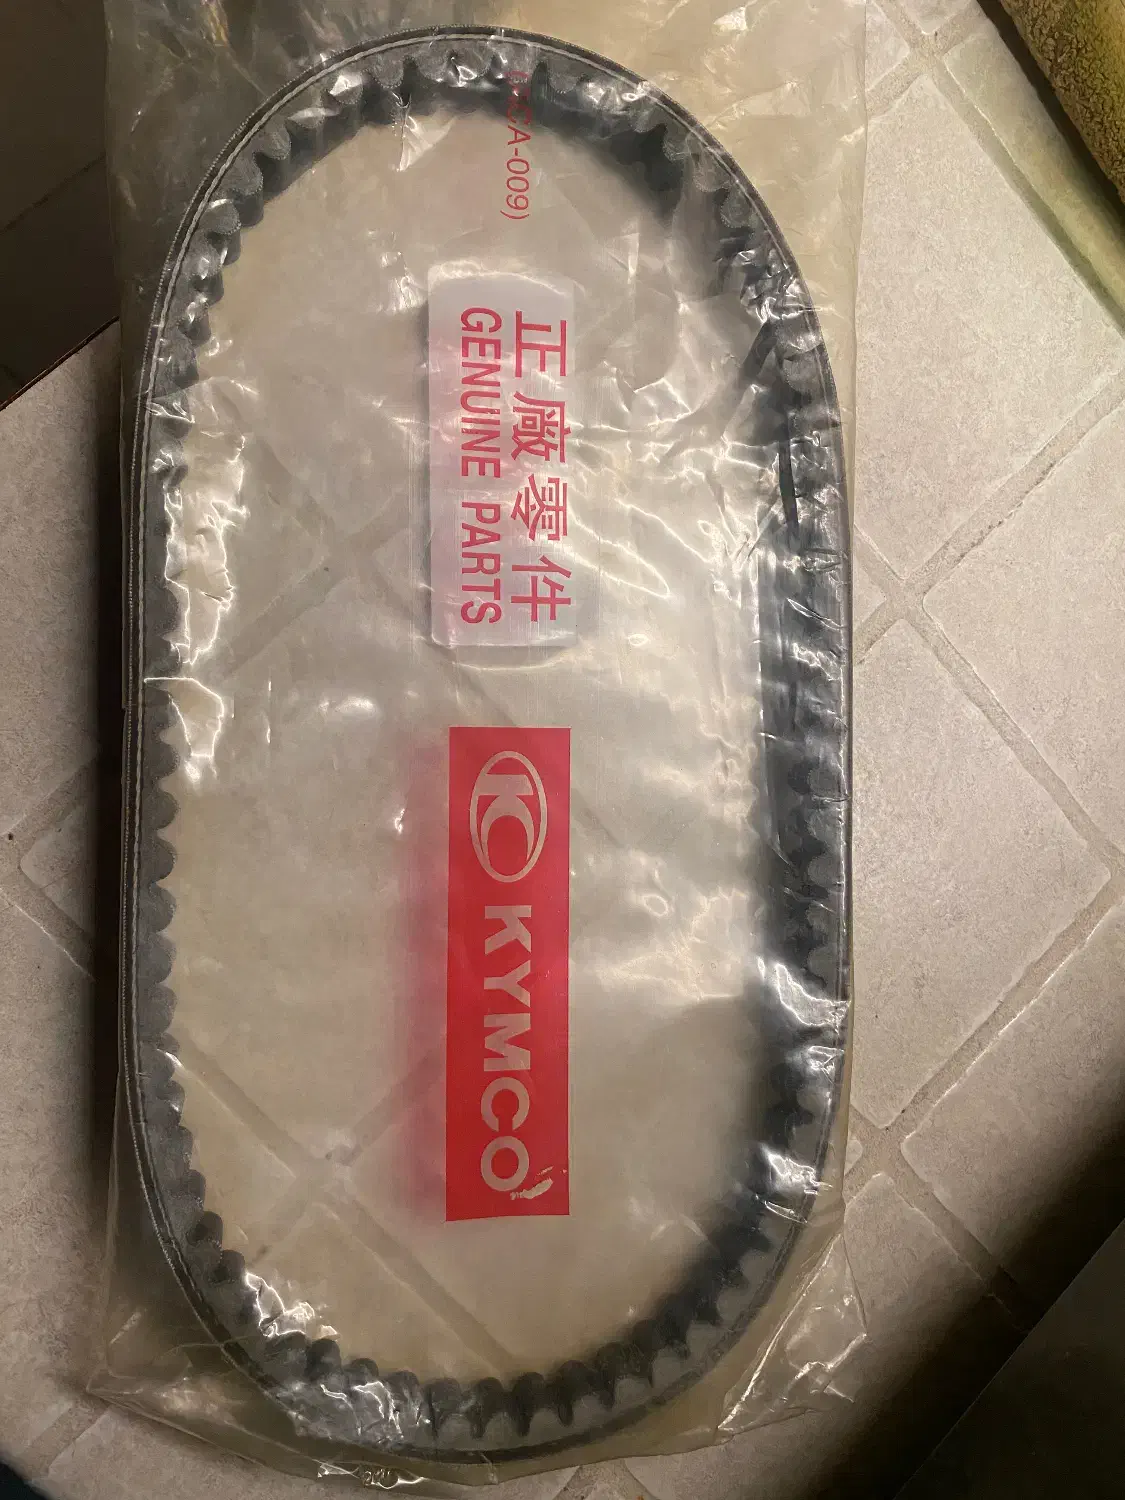 正廠零件
GENUINE PARTS
KYMCO
CA-009)